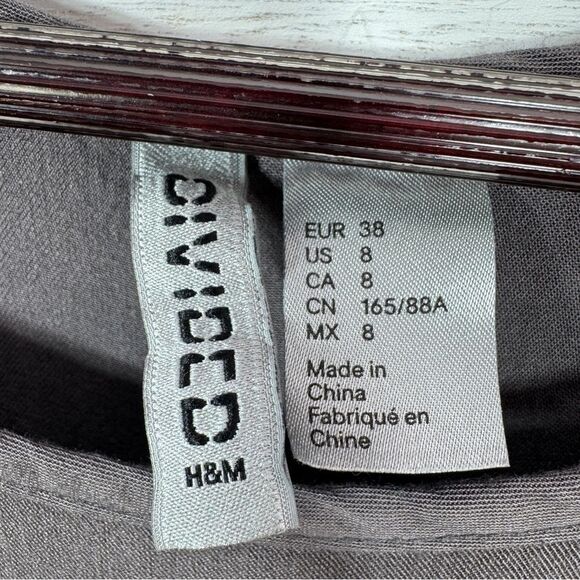 DIVIDED
H&M
EUR 38
US 8
CA 8
CN 165/88A
MX 8
Made in
China
Fabriqué en
Chine